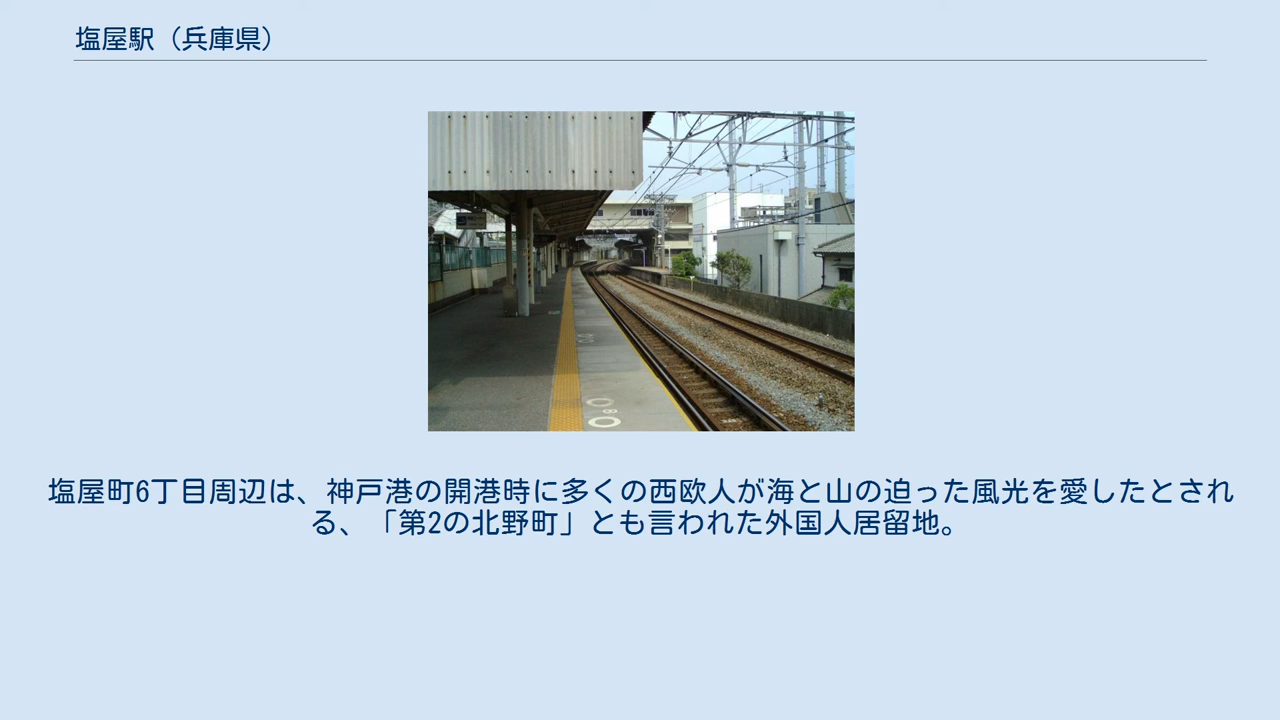 塩屋駅（兵庫県）
塩屋町6丁目周辺は、神戸港の開港時に多くの西欧人が海と山の迫った風光を愛したとされ
る、「第2の北野町」とも言われた外国人居留地。